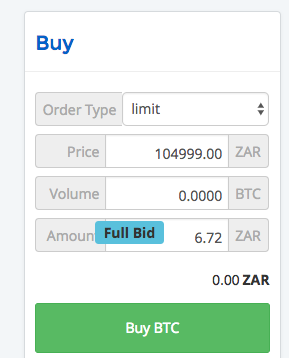 Buy
Order Type limit
Price 104999.00 ZAR
Volume 0.0000 BTC
Amoun Full Bid 6.72 ZAR
0.00 ZAR
Buy BTC